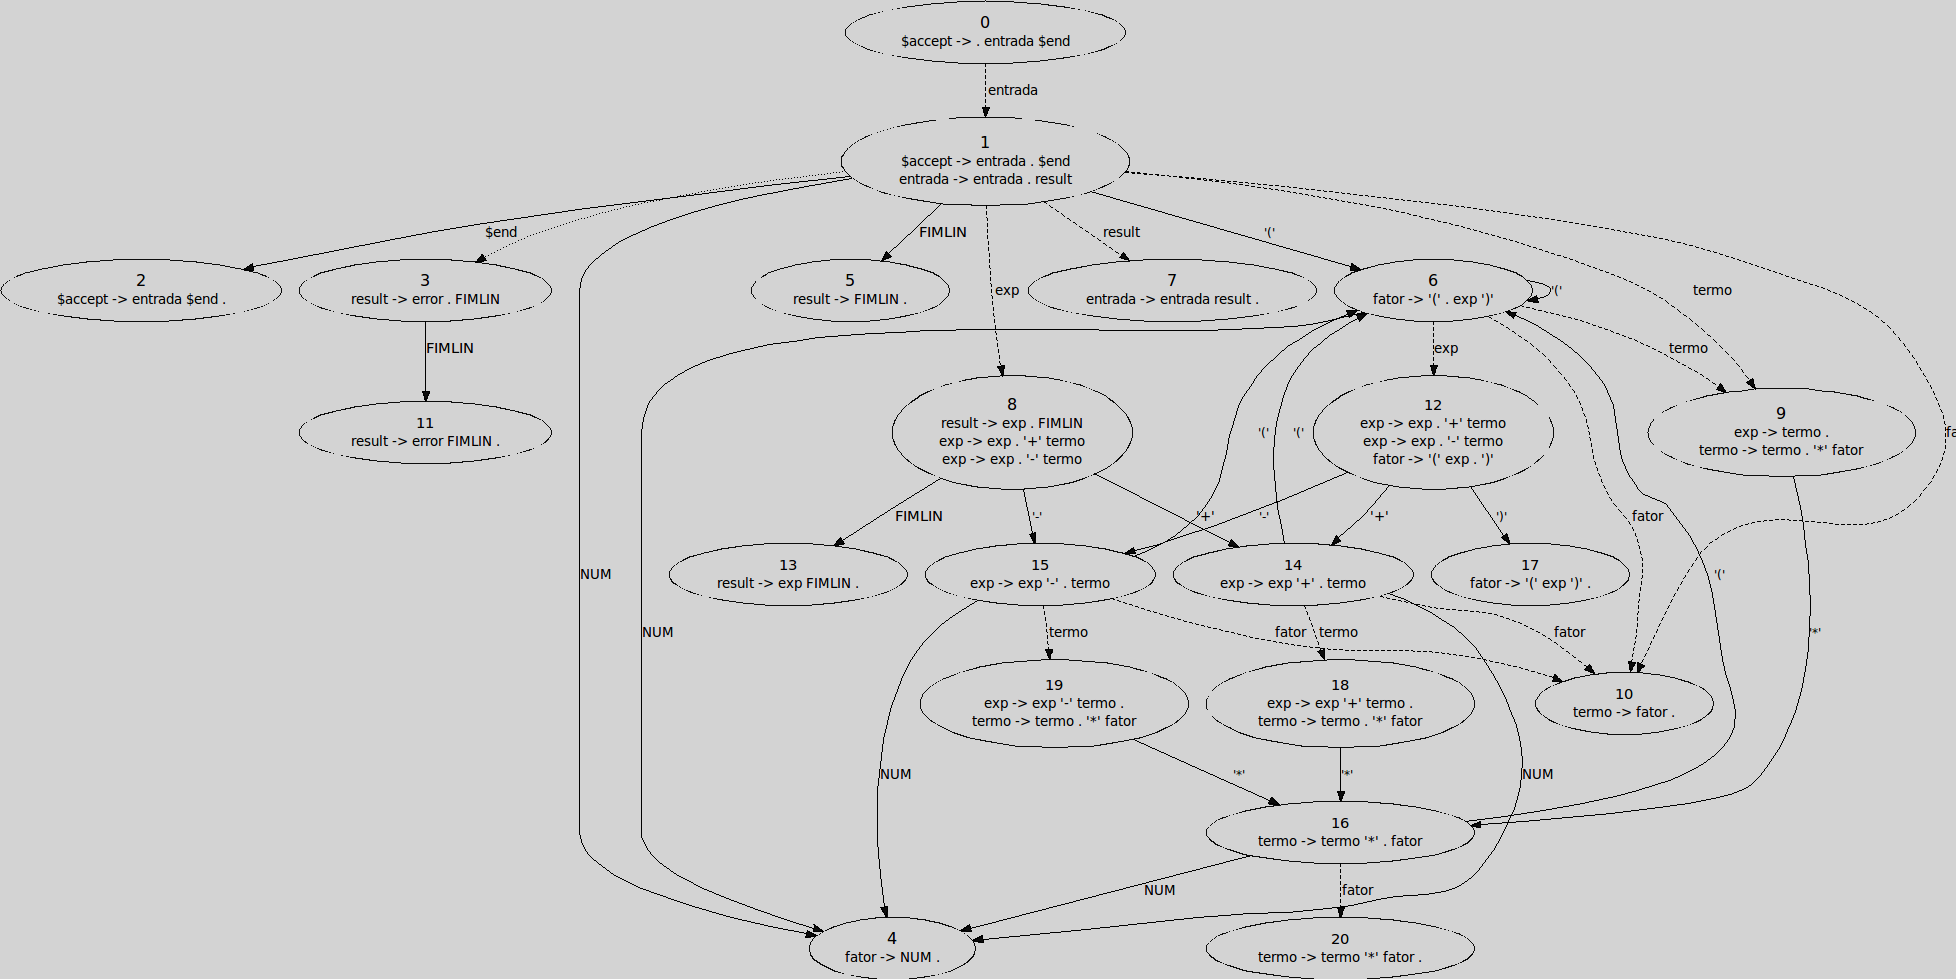 0
$accept -> . entrada $end
entrada
1
$accept -> entrada . $end
entrada -> entrada . result
$end
FIMLIN
result
'('
2
$accept -> entrada $end .
3
result -> error . FIMLIN
5
result -> FIMLIN .
exp
7
entrada -> entrada result .
6
fator -> '(' . exp ')'
'('
termo
FIMLIN
exp
termo
11
result -> error FIMLIN .
8
result -> exp . FIMLIN
exp -> exp . '+' termo
exp -> exp . '-' termo
'('
'('
12
exp -> exp . '+' termo
exp -> exp . '-' termo
fator -> '(' exp . ')'
9
exp -> termo .
termo -> termo . '*' fator
fa
FIMLIN
'-'
'+'
'-'
'+'
')'
fator
NUM
13
result -> exp FIMLIN .
15
exp -> exp '-' . termo
14
exp -> exp '+' . termo
17
fator -> '(' exp ')' .
'('
NUM
termo
fator
termo
fator
'*'
19
exp -> exp '-' termo .
termo -> termo . '*' fator
18
exp -> exp '+' termo .
termo -> termo . '*' fator
10
termo -> fator .
NUM
'*'
'*'
NUM
16
termo -> termo '*' . fator
NUM
fator
4
fator -> NUM .
20
termo -> termo '*' fator .